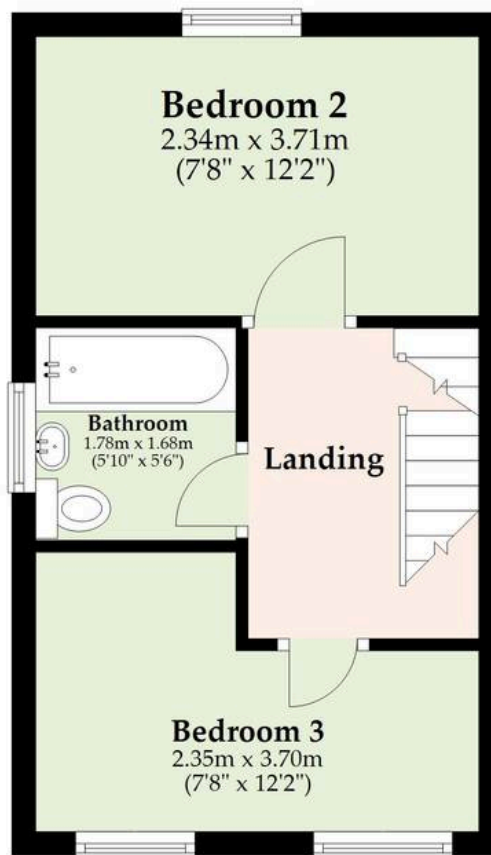 Bedroom 2
2.34m x 3.71m
(7'8" x 12'2")
Bathroom
1.78m x 1.68m
(5'10" x 5'6")
Landing
Bedroom 3
2.35m x 3.70m
(7'8" x 12'2")